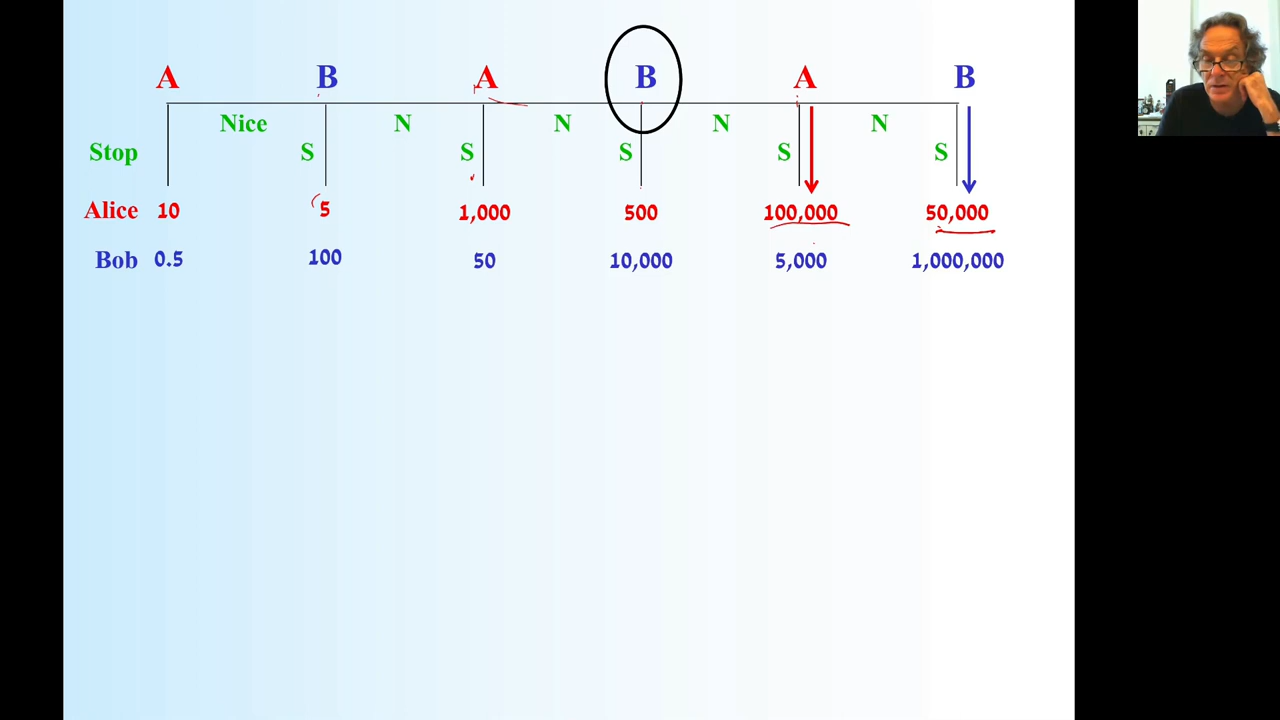 A B A B A B
Nice N N N N
Stop S S S S S
Alice 10 5 1,000 500 100,000 50,000
Bob 0.5 100 50 10,000 5,000 1,000,000